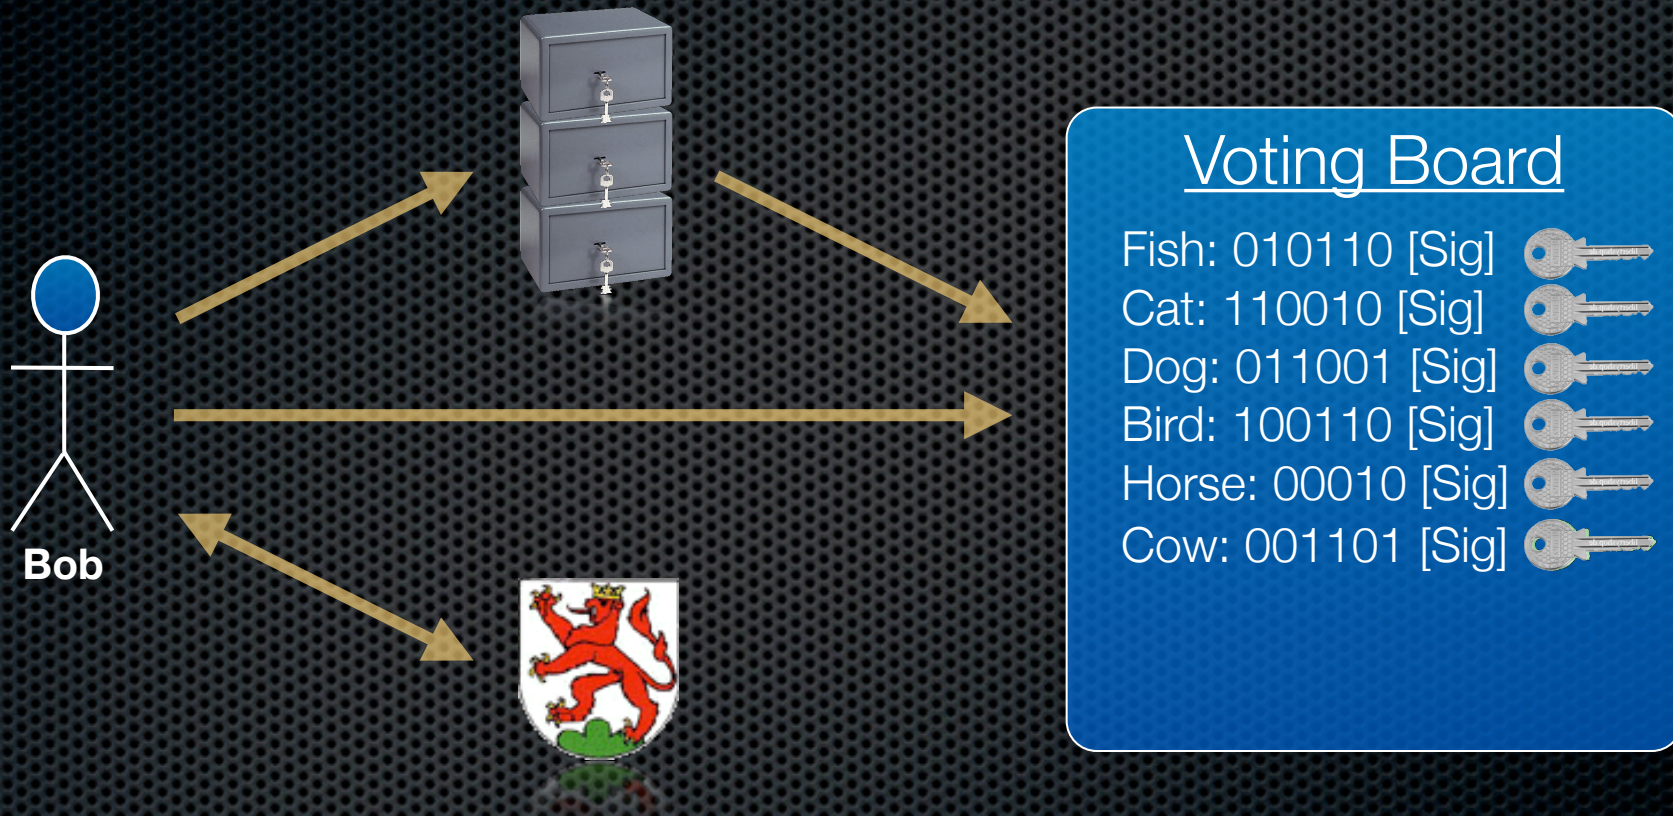 Voting Board
Fish: 010110 [Sig]
Cat: 110010 [Sig]
Dog: 011001 [Sig]
Bird: 100110 [Sig]
Horse: 00010 [Sig]
Cow: 001101 [Sig]
Bob